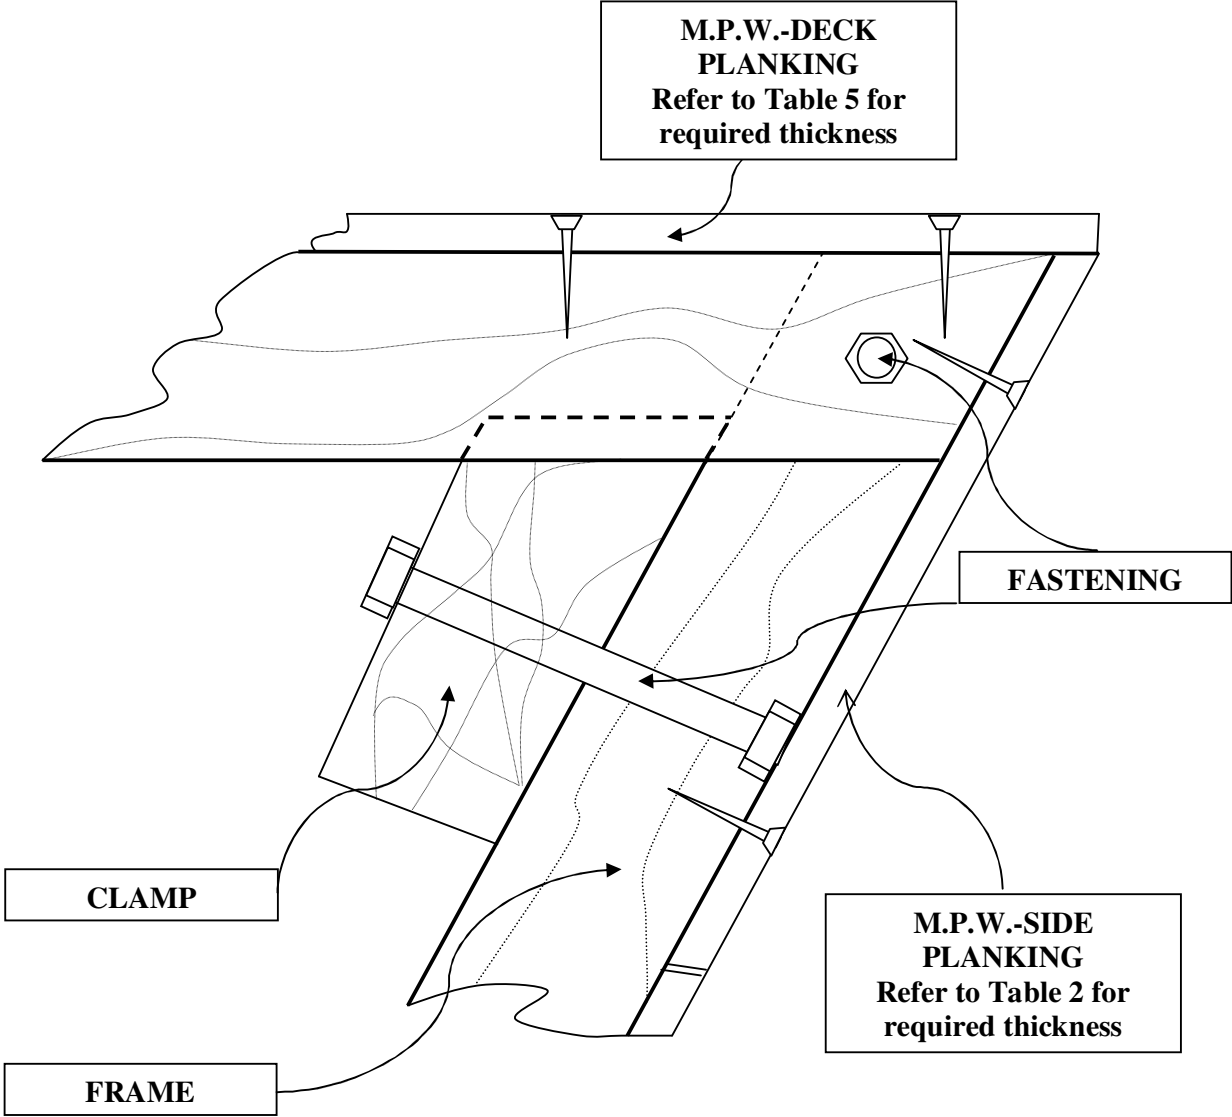 M.P.W.-DECK
PLANKING
Refer to Table 5 for
required thickness
FASTENING
CLAMP
M.P.W.-SIDE
PLANKING
Refer to Table 2 for
required thickness
FRAME